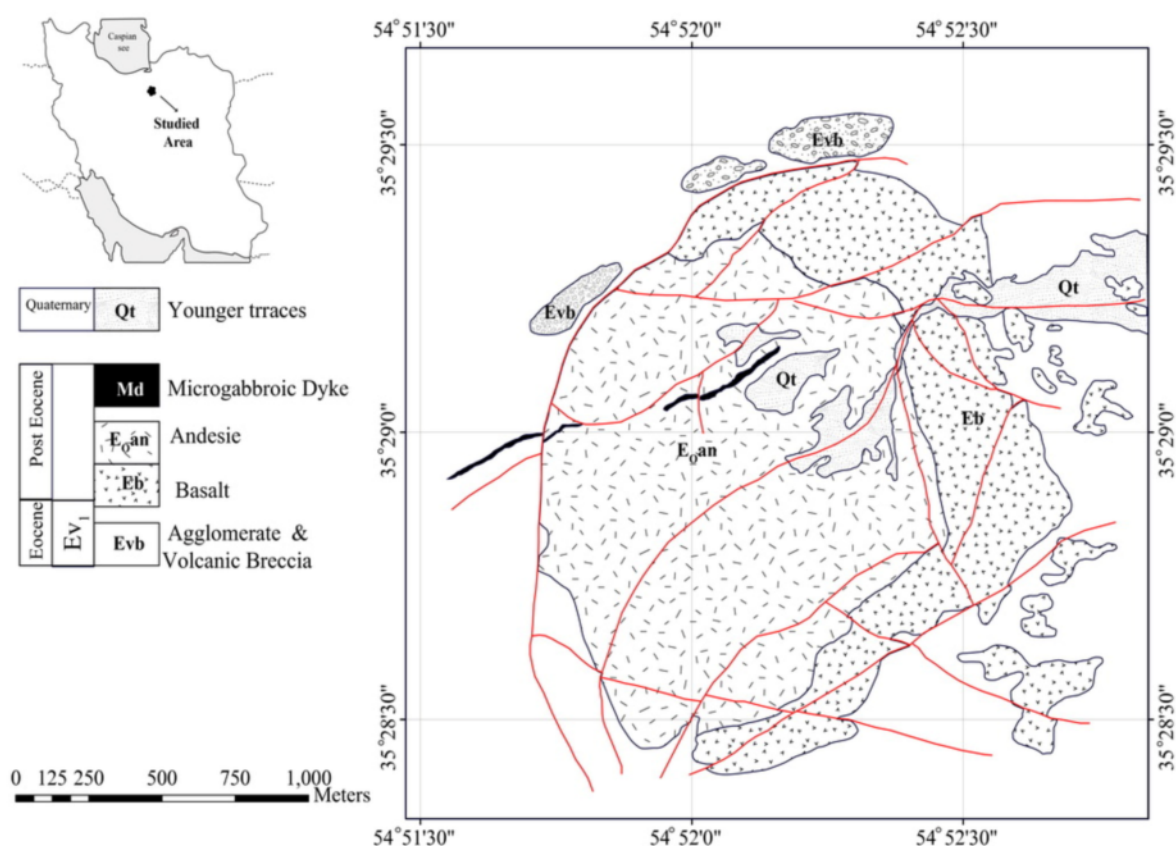 Caspian
see
Studied
Area
Quaternary
Qt
Younger trraces
Post Eocene
Eocene
Ev1
Md
Microgabbroic Dyke
EOan
Andesie
Eb
Basalt
Evb
Agglomerate &
Volcanic Breccia
0 125 250 500 750 1,000
Meters
54°51'30" 54°52'0" 54°52'30"
35°29'30" 35°29'30"
35°29'0" 35°29'0"
35°28'30" 35°28'30"
Evb
Evb
Qt
Qt
Eb
EOan
54°51'30" 54°52'0" 54°52'30"